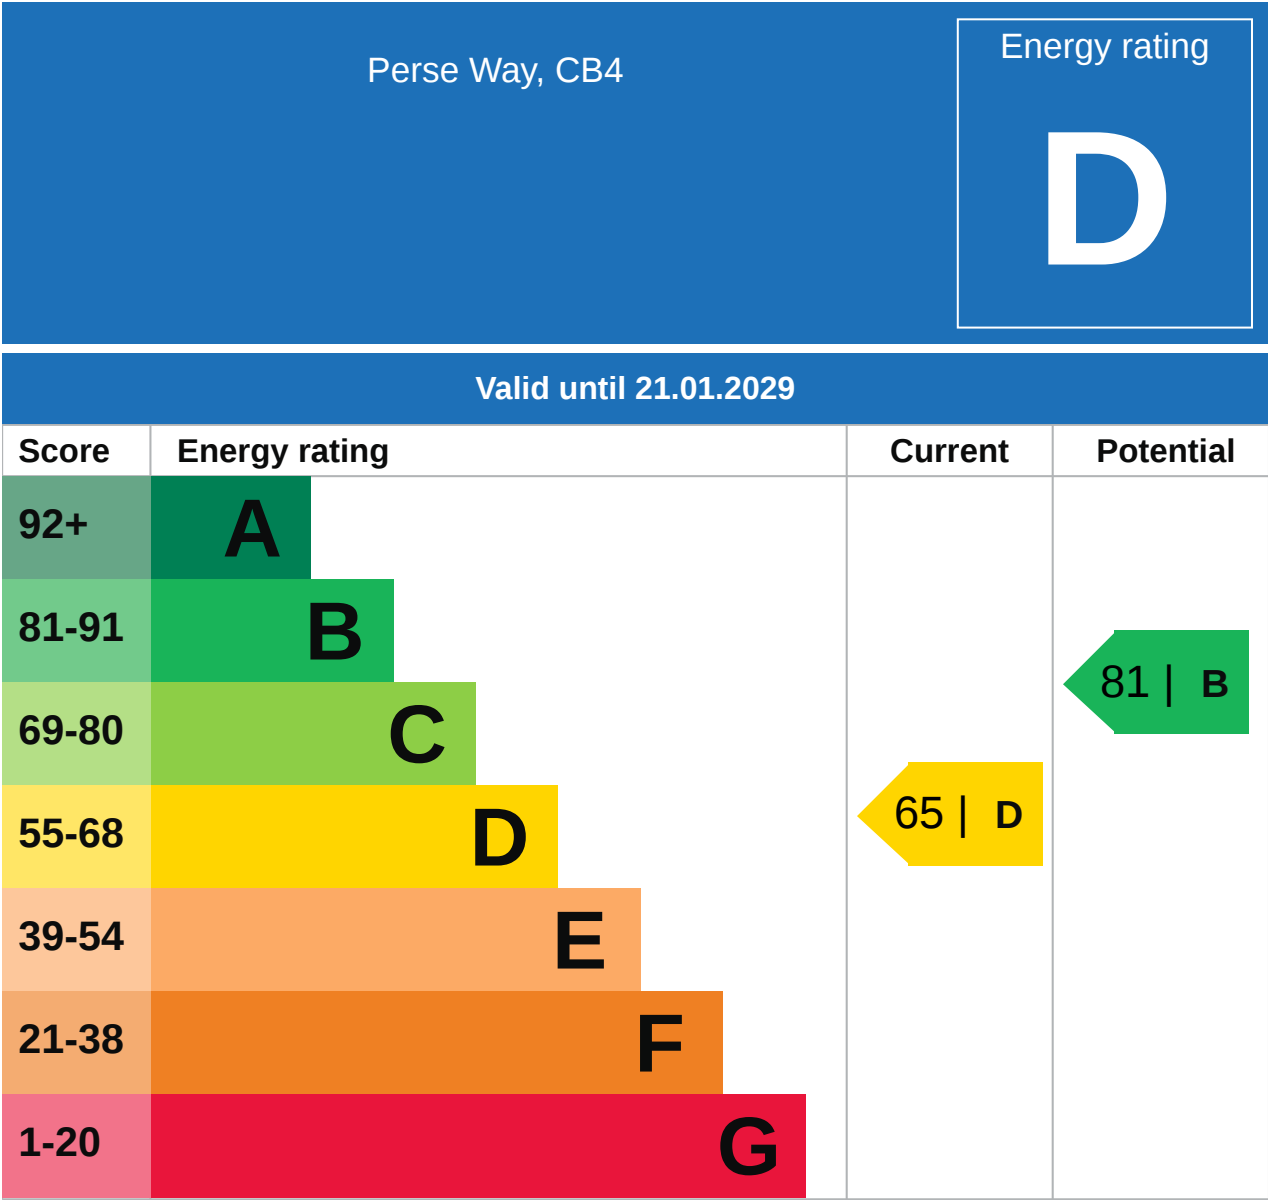 Perse Way, CB4
Energy rating
D
Valid until 21.01.2029
Score Energy rating Current Potential
92+ A
81-91 B
81 | B
69-80 C
55-68 D
65 | D
39-54 E
21-38 F
1-20 G